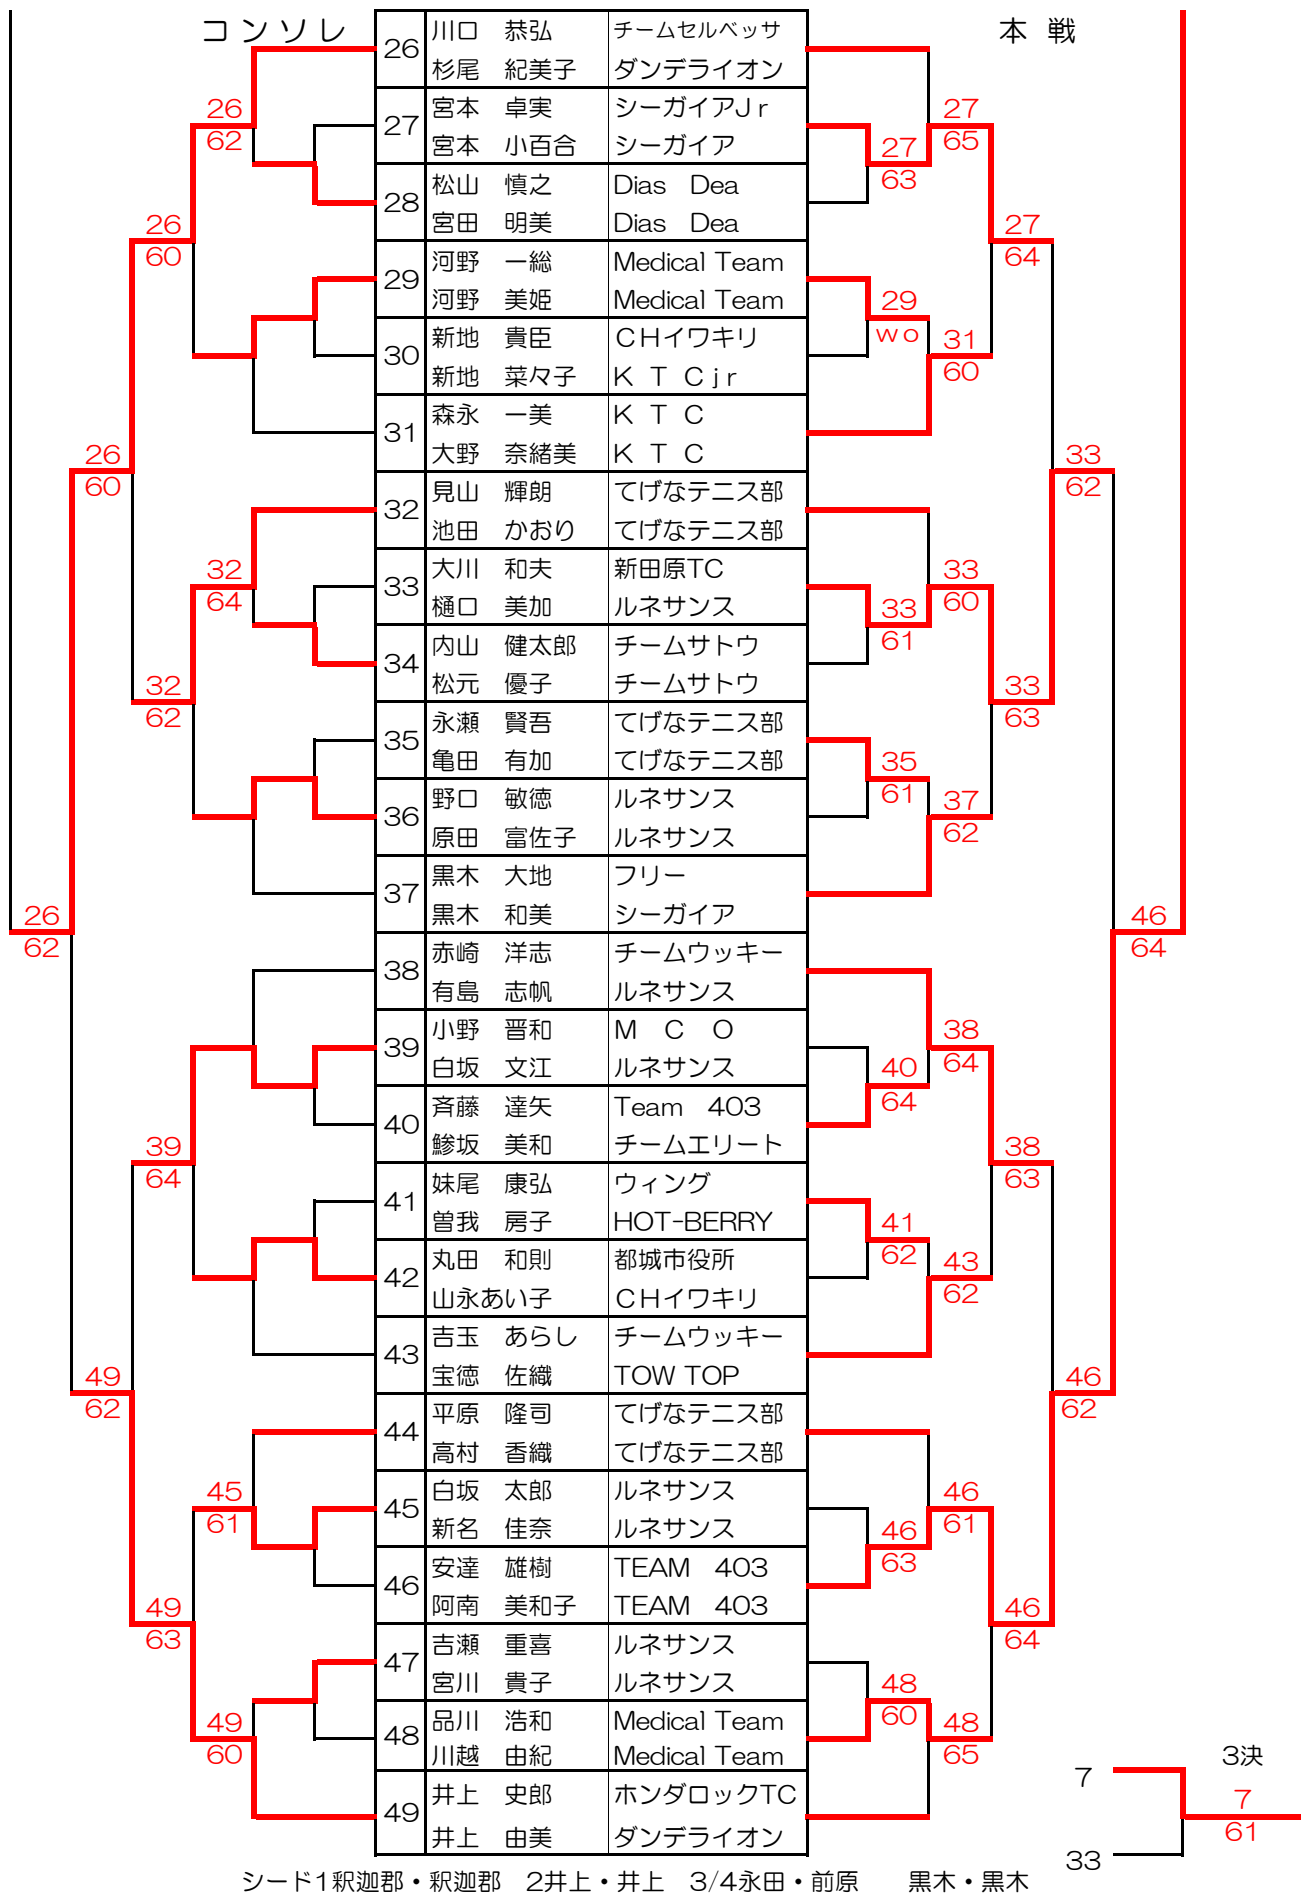 コンソレ 本 戦
26 川口 恭弘 チームセルベッサ
杉尾 紀美子 ダンデライオン
27 宮本 卓実 シーガイアJr
宮本 小百合 シーガイア
28 松山 慎之 Dias Dea
宮田 明美 Dias Dea
29 河野 一総 Medical Team
河野 美姫 Medical Team
30 新地 貴臣 CHイワキリ
新地 菜々子 K T Cjr
31 森永 一美 K T C
大野 奈緒美 K T C
32 見山 輝朗 てげなテニス部
池田 かおり てげなテニス部
33 大川 和夫 新田原TC
樋口 美加 ルネサンス
34 内山 健太郎 チームサトウ
松元 優子 チームサトウ
35 永瀬 賢吾 てげなテニス部
亀田 有加 てげなテニス部
36 野口 敏徳 ルネサンス
原田 富佐子 ルネサンス
37 黒木 大地 フリー
黒木 和美 シーガイア
38 赤崎 洋志 チームウッキー
有島 志帆 ルネサンス
39 小野 晋和 M C O
白坂 文江 ルネサンス
40 斉藤 達矢 Team 403
鯵坂 美和 チームエリート
41 妹尾 康弘 ウィング
曽我 房子 HOT-BERRY
42 丸田 和則 都城市役所
山永あい子 CHイワキリ
43 吉玉 あらし チームウッキー
宝徳 佐織 TOW TOP
44 平原 隆司 てげなテニス部
高村 香織 てげなテニス部
45 白坂 太郎 ルネサンス
新名 佳奈 ルネサンス
46 安達 雄樹 TEAM 403
阿南 美和子 TEAM 403
47 吉瀬 重喜 ルネサンス
宮川 貴子 ルネサンス
48 品川 浩和 Medical Team
川越 由紀 Medical Team
49 井上 史郎 ホンダロックTC
井上 由美 ダンデライオン
26
62
26
60
26
60
32
64
32
62
26
62
39
64
49
62
45
61
49
63
49
60
27
65
27
63
27
64
29
wo
31
60
33
62
33
60
33
61
33
63
35
61
37
62
46
64
38
64
40
64
38
63
41
62
43
62
46
62
46
61
46
63
46
64
48
60
48
65
3決
7
7
61
33
シード1釈迦郡・釈迦郡 2井上・井上 3/4永田・前原 黒木・黒木